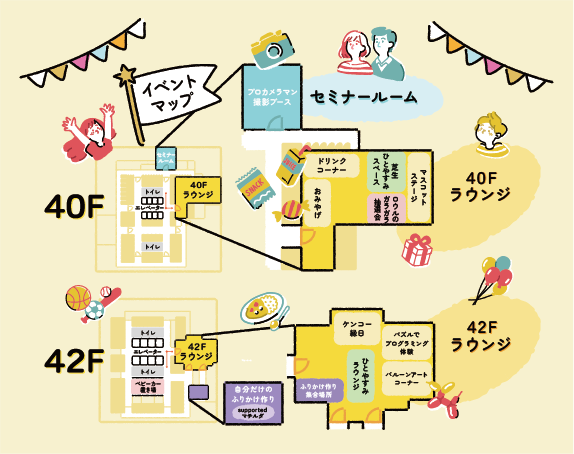 イベント
マップ
プロカメラマン
撮影ブース
セミナールーム
セミナー
ルーム
40F
トイレ
エレベーター
トイレ
40F
ラウンジ
SNACK
ドリンク
コーナー
おみやげ
芝生
ひとやすみ
スペース
ロウルの
ガラガラ
抽選会
マスコット
ステージ
40F
ラウンジ
42F
トイレ
エレベーター
トイレ
ベビーカー
置き場
42F
ラウンジ
自分だけの
ふりかけ作り
supported
マテルダ
ケンコー
縁日
パズルで
プログラミング
体験
ひとやすみ
ラウンジ
バルーンアート
コーナー
ふりかけ作り
集合場所
42F
ラウンジ